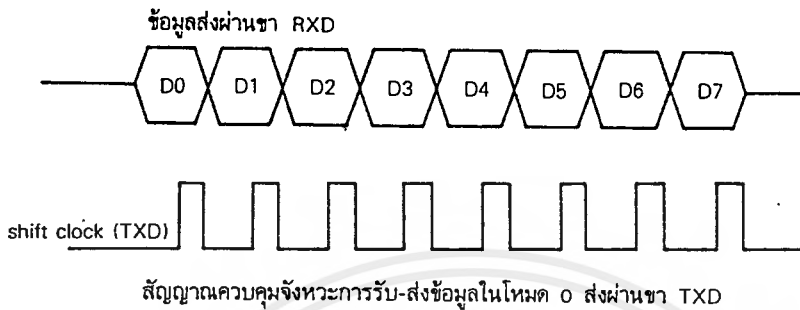 ข้อมูลส่งผ่านขา RXD
D0 D1 D2 D3 D4 D5 D6 D7
shift clock (TXD)
สัญญาณควบคุมจังหวะการรับ-ส่งข้อมูลในโหมด 0 ส่งผ่านขา TXD